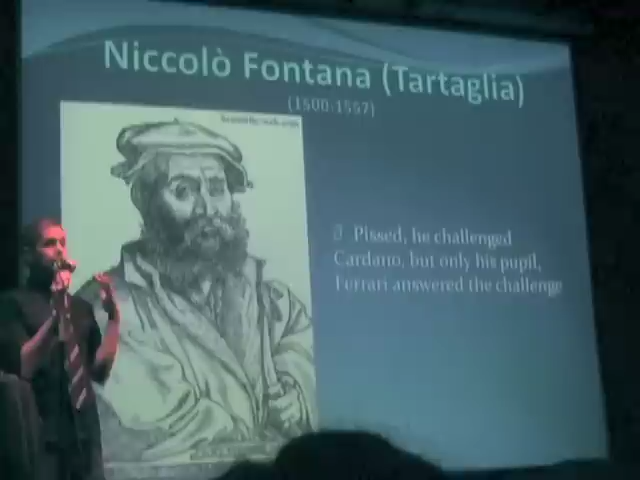 Niccolò Fontana (Tartaglia)
(1500-1557)
Pissed, he challenged
Cardano, but only his pupil,
Ferrari answered the challenge